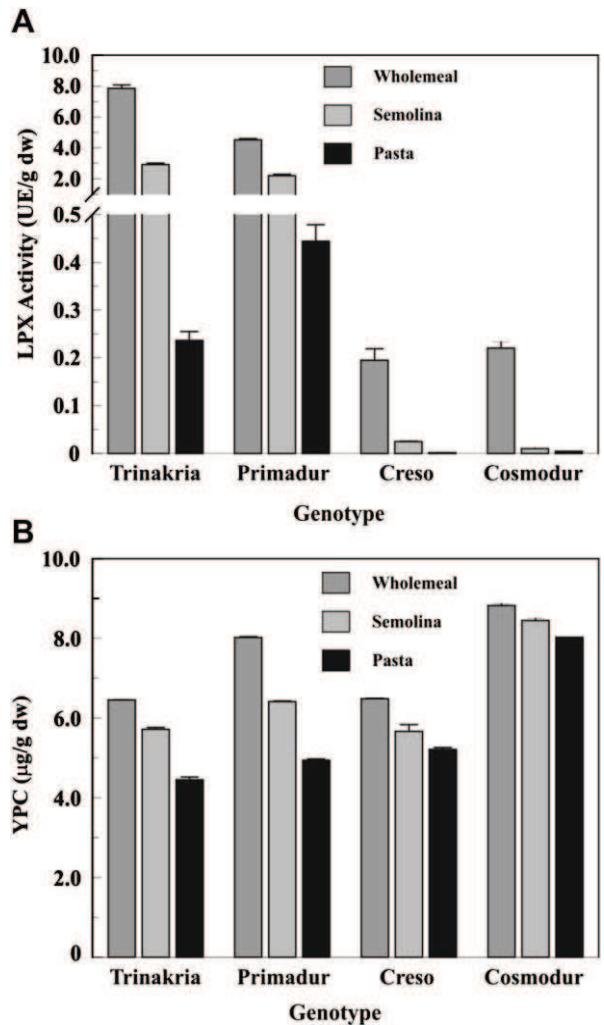 A
10.0
8.0
6.0
4.0
2.0
0.5
0.4
0.3
0.2
0.1
0
LPX Activity (UE/g dw)
Wholemeal
Semolina
Pasta
Trinakria Primadur Creso Cosmodur
Genotype
B
10.0
8.0
6.0
4.0
2.0
0
YPC (µg/g dw)
Wholemeal
Semolina
Pasta
Trinakria Primadur Creso Cosmodur
Genotype